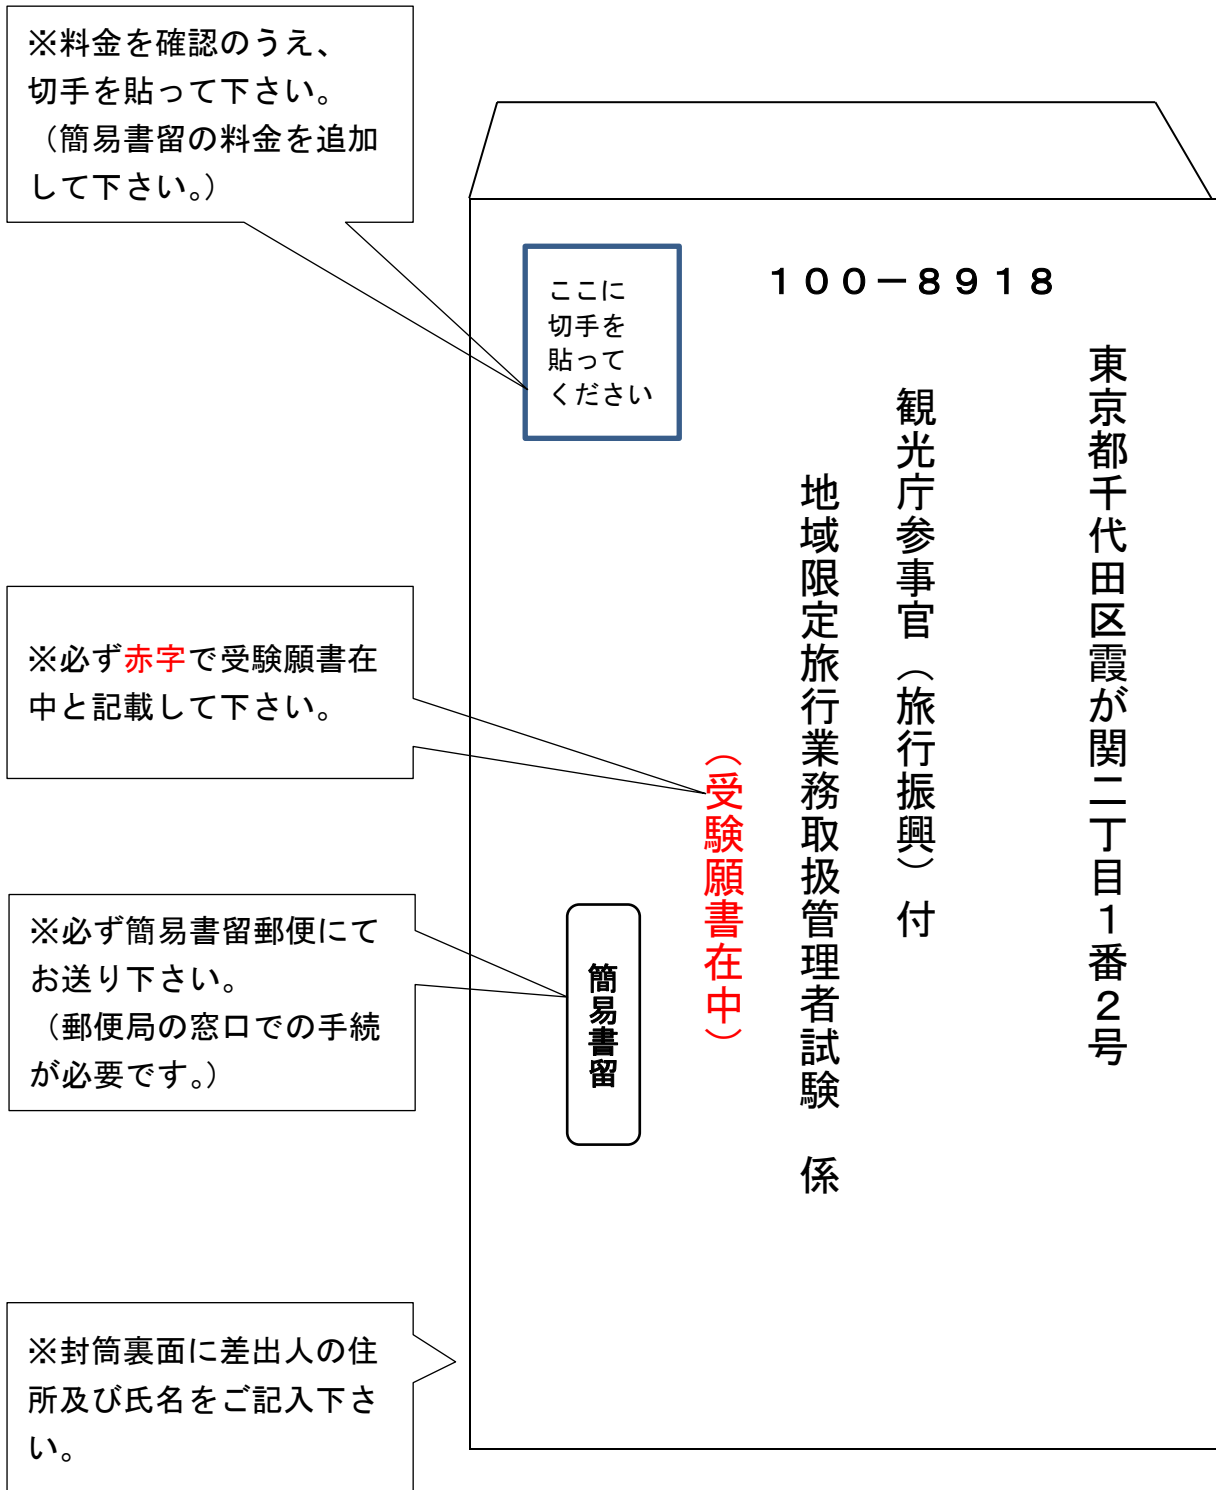 ※料金を確認のうえ、
切手を貼って下さい。
（簡易書留の料金を追加
して下さい。）
ここに
切手を
貼って
ください
１００－８９１８
東京都千代田区霞が関二丁目１番２号
観光庁参事官（旅行振興）付
地域限定旅行業務取扱管理者試験　係
（受験願書在中）
※必ず赤字で受験願書在
中と記載して下さい。
※必ず簡易書留郵便にて
お送り下さい。
（郵便局の窓口での手続
が必要です。）
簡易書留
※封筒裏面に差出人の住
所及び氏名をご記入下さ
い。